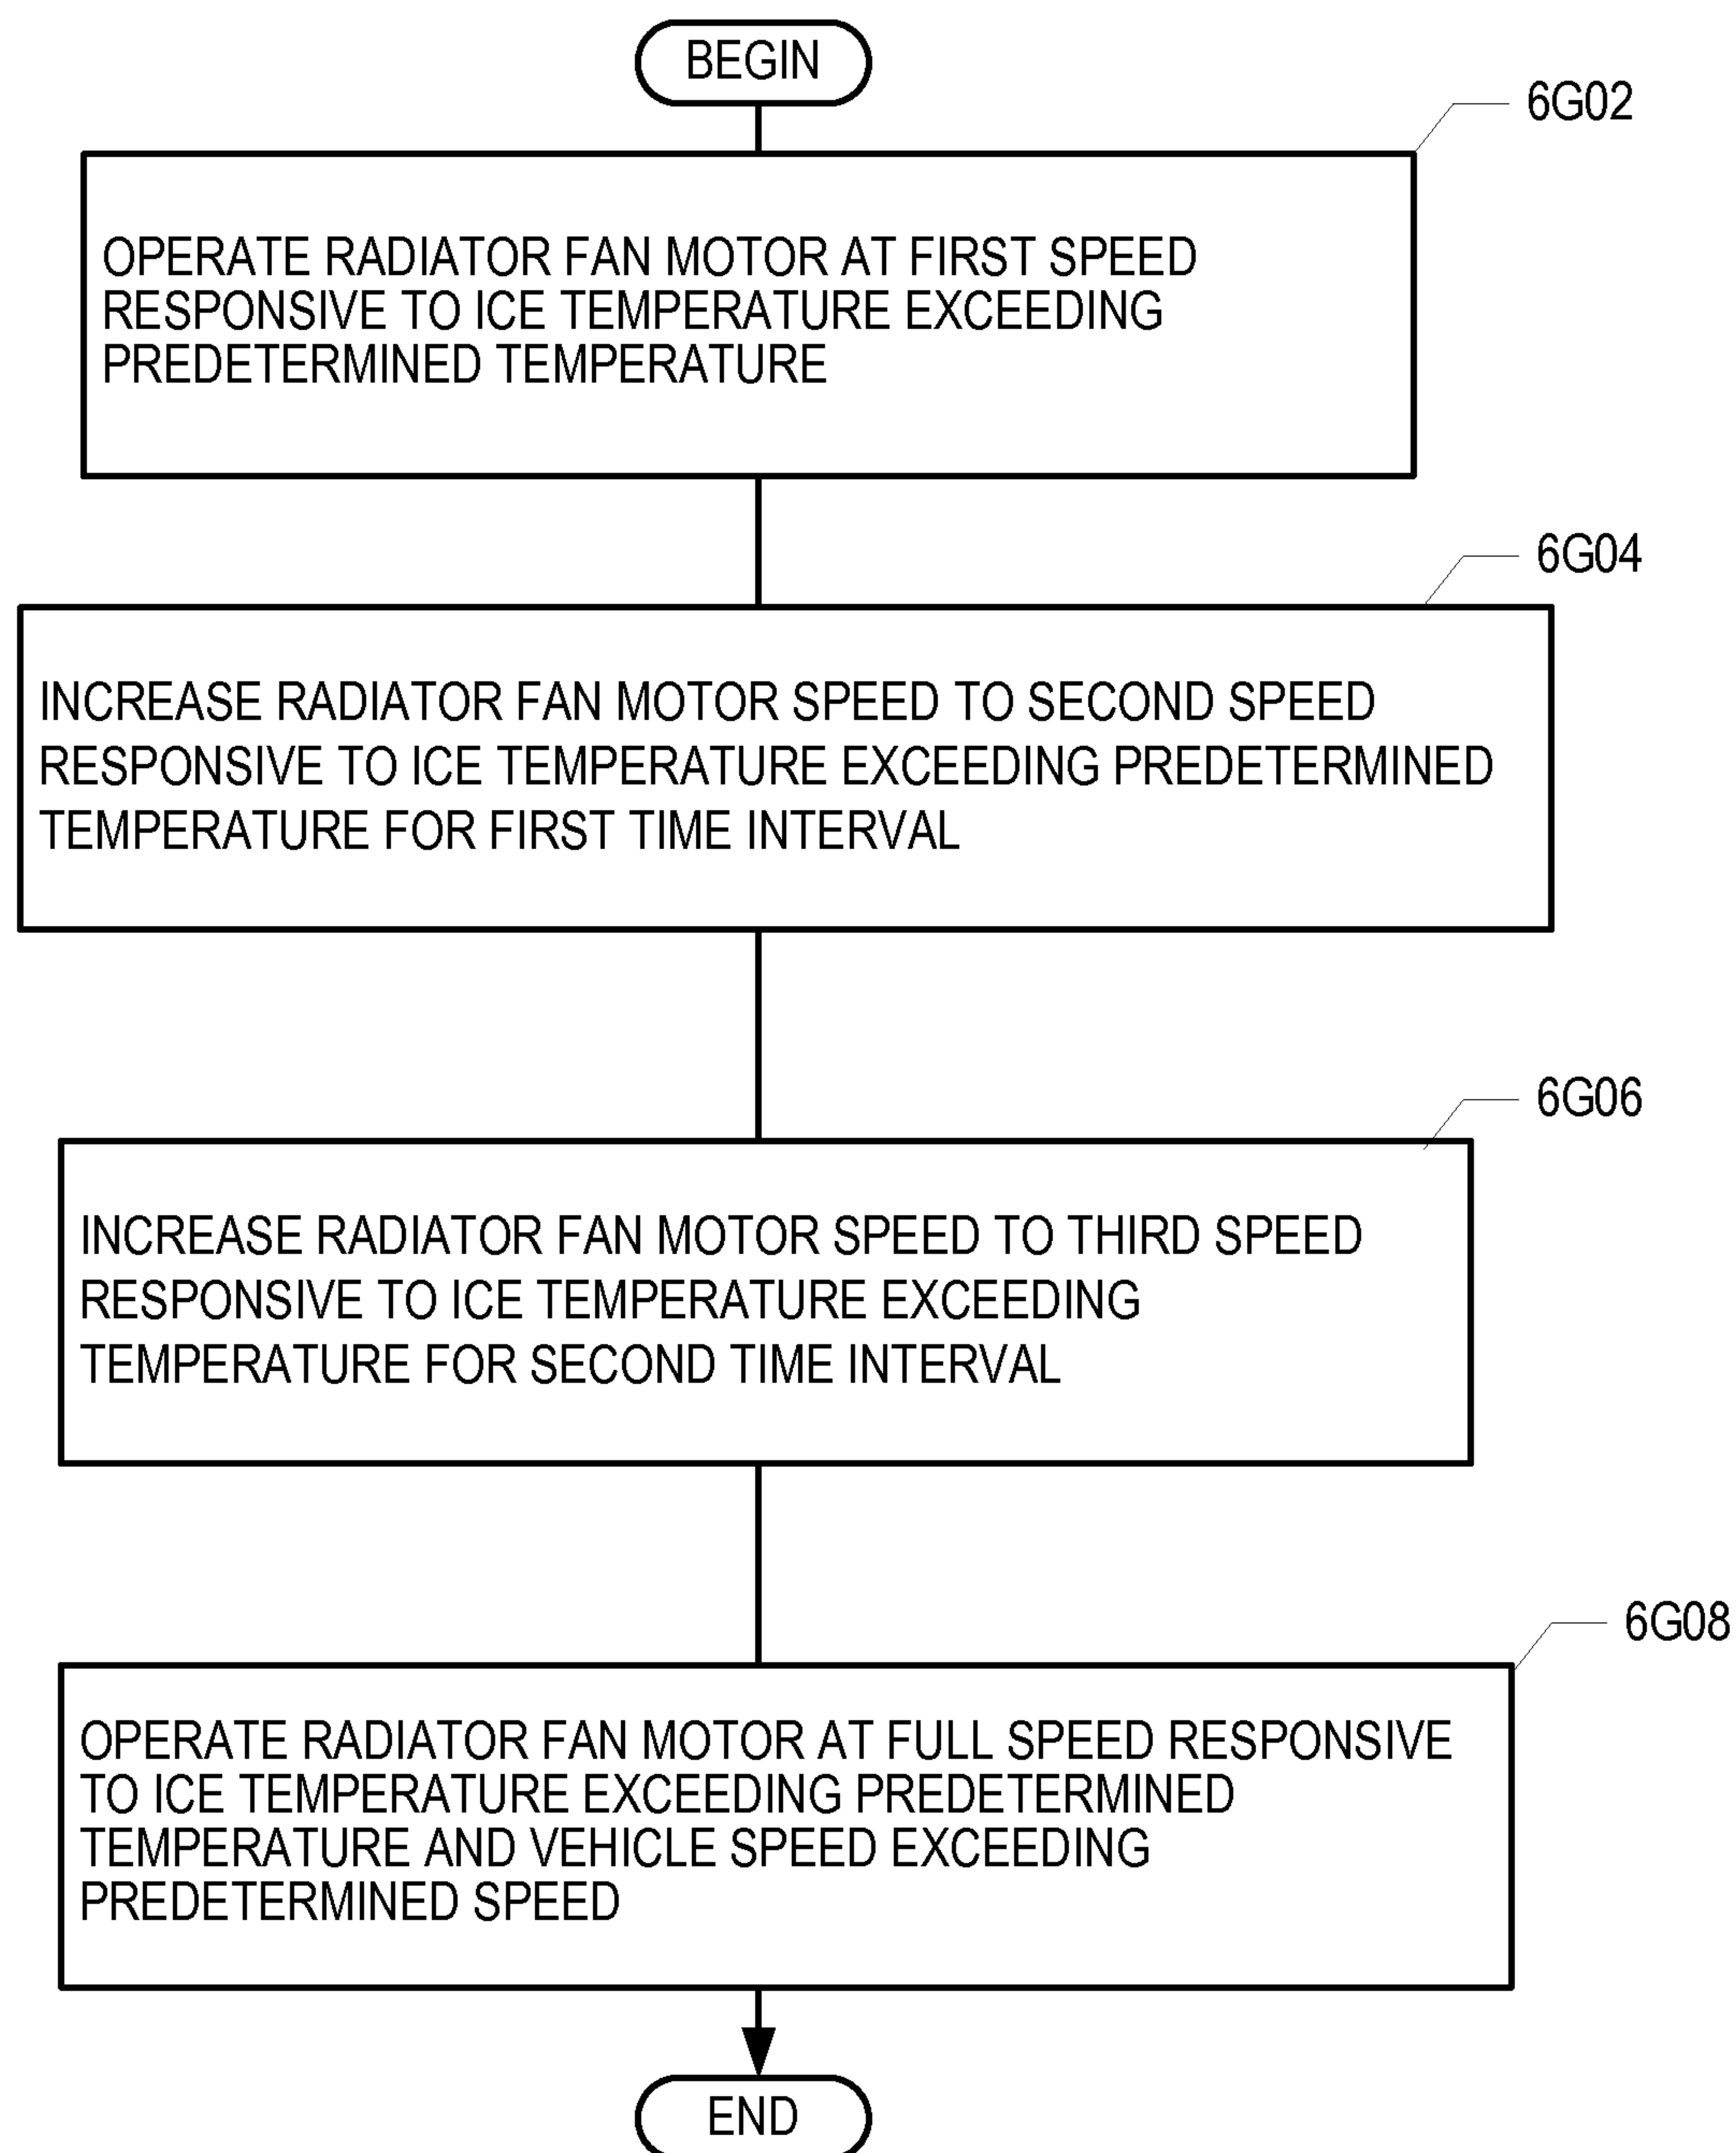 BEGIN
6G02
OPERATE RADIATOR FAN MOTOR AT FIRST SPEED
RESPONSIVE TO ICE TEMPERATURE EXCEEDING
PREDETERMINED TEMPERATURE
6G04
INCREASE RADIATOR FAN MOTOR SPEED TO SECOND SPEED
RESPONSIVE TO ICE TEMPERATURE EXCEEDING PREDETERMINED
TEMPERATURE FOR FIRST TIME INTERVAL
6G06
INCREASE RADIATOR FAN MOTOR SPEED TO THIRD SPEED
RESPONSIVE TO ICE TEMPERATURE EXCEEDING
TEMPERATURE FOR SECOND TIME INTERVAL
6G08
OPERATE RADIATOR FAN MOTOR AT FULL SPEED RESPONSIVE
TO ICE TEMPERATURE EXCEEDING PREDETERMINED
TEMPERATURE AND VEHICLE SPEED EXCEEDING
PREDETERMINED SPEED
END